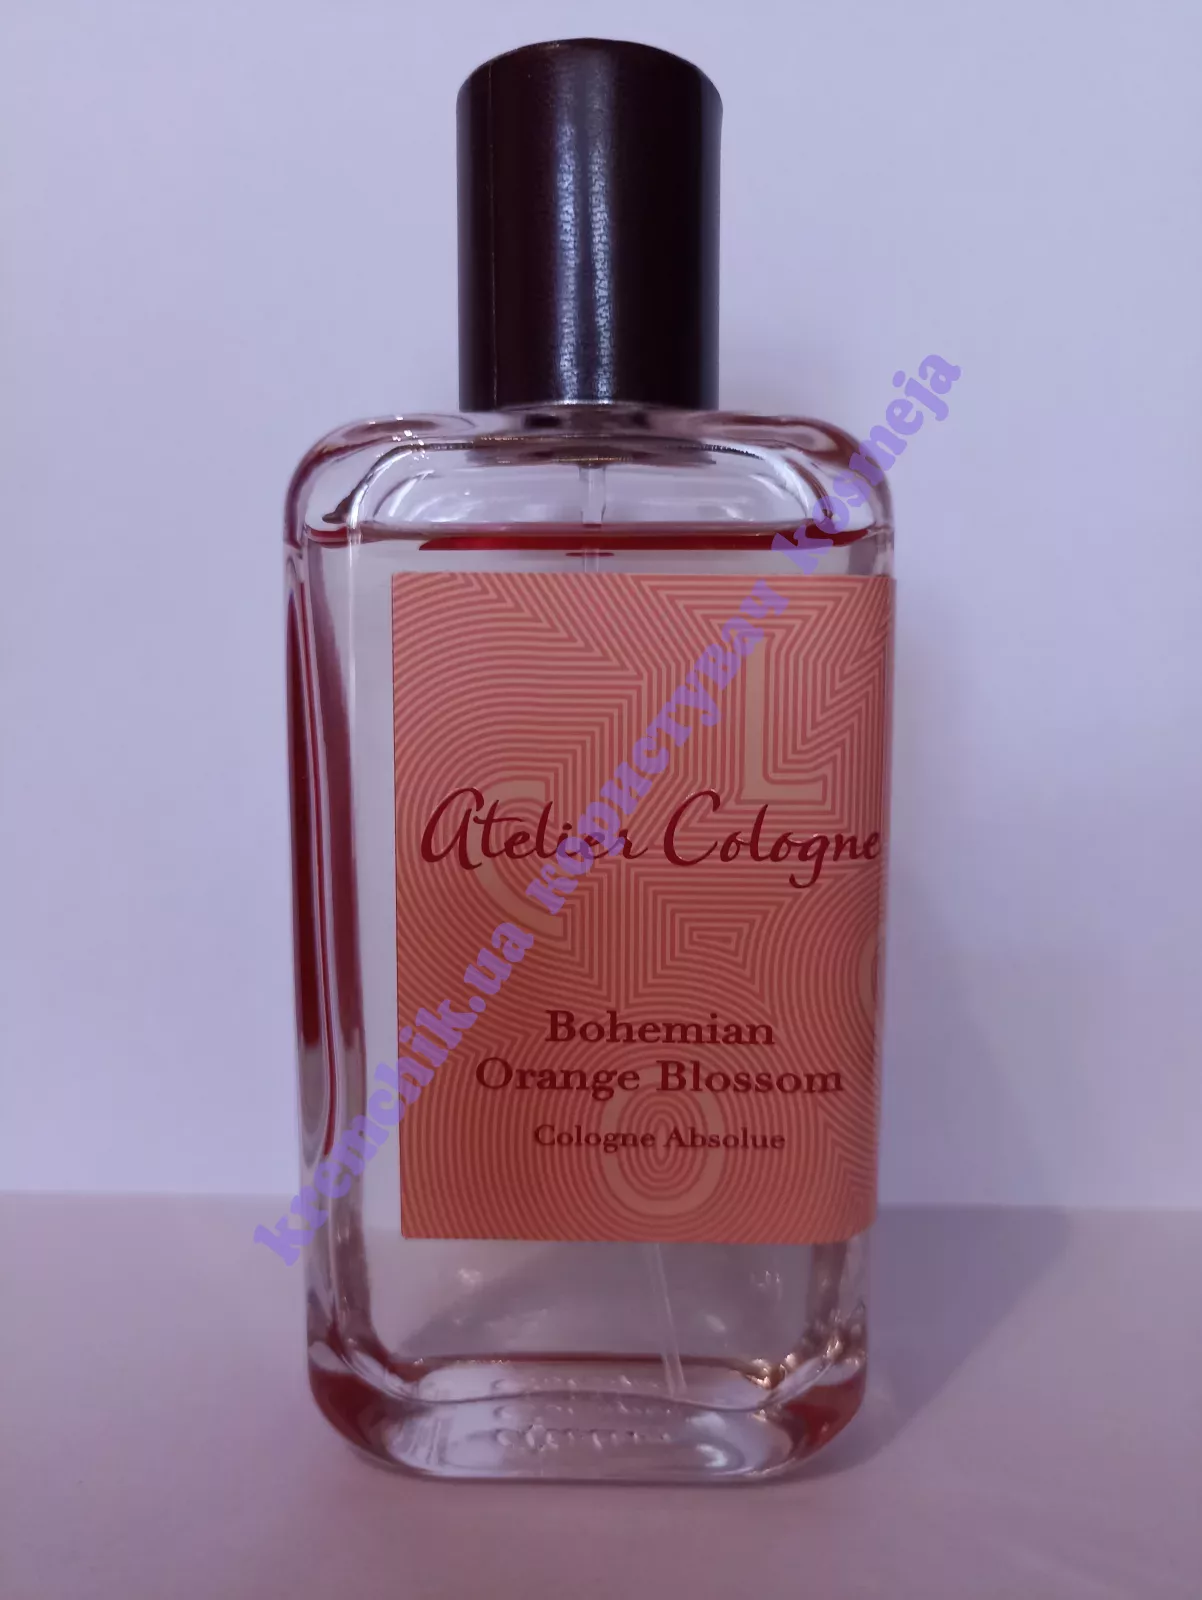 Atelier Cologne
Bohemian
Orange Blossom
Cologne Absolue
kremchik.ua користувач kosmeja